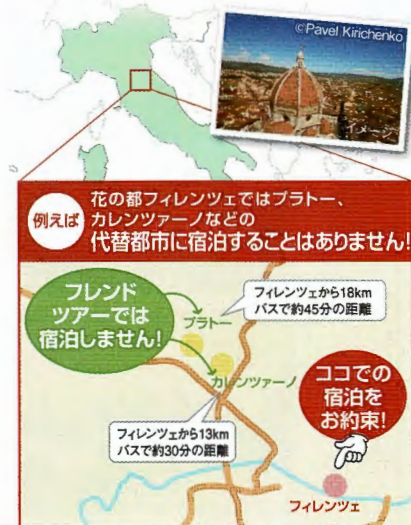 ©Pavel Kirichenko
イメージ
例えば
花の都フィレンツェではプラトー、
カレンツァーノなどの
代替都市に宿泊することはありません!
フレンド
ツアーでは
宿泊しません!
フィレンツェから18km
バスで約45分の距離
プラトー
カレンツァーノ
ココでの
宿泊を
お約束!
フィレンツェから13km
バスで約30分の距離
フィレンツェ